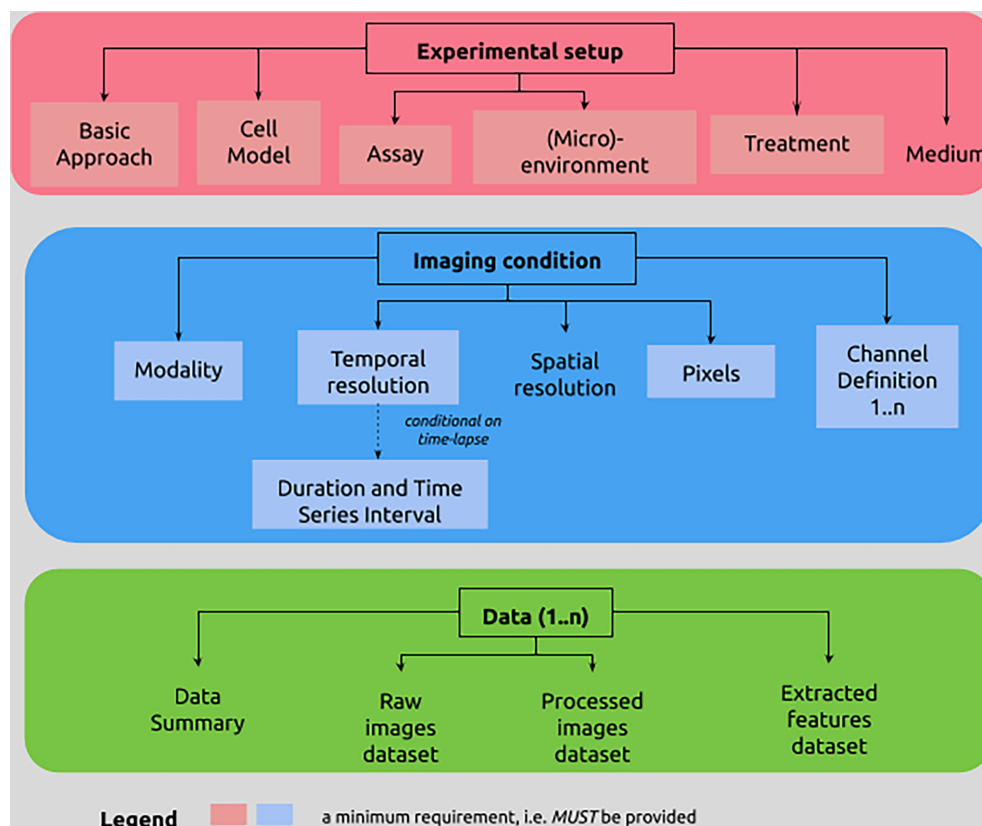 Experimental setup
Basic
Approach
Cell
Model
Assay
(Micro)-
environment
Treatment
Medium
Imaging condition
Modality
Temporal
resolution
Spatial
resolution
Pixels
Channel
Definition
1..n
conditional on
time-lapse
Duration and Time
Series Interval
Data (1..n)
Data
Summary
Raw
images
dataset
Processed
images
dataset
Extracted
features
dataset
Legend
a minimum requirement, i.e. MUST be provided